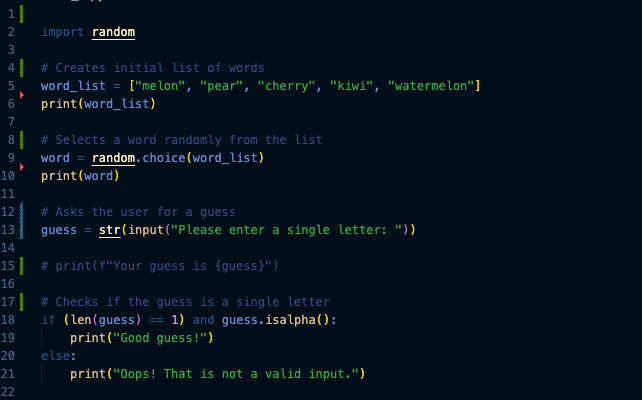 1
2 import random
3
4 # Creates initial list of words
5 word_list = ["melon", "pear", "cherry", "kiwi", "watermelon"]
6 print(word_list)
7
8 # Selects a word randomly from the list
9 word = random.choice(word_list)
10 print(word)
11
12 # Asks the user for a guess
13 guess = str(input("Please enter a single letter: "))
14
15 # print(f"Your guess is {guess}")
16
17 # Checks if the guess is a single letter
18 if (len(guess) == 1) and guess.isalpha():
19     print("Good guess!")
20 else:
21     print("Oops! That is not a valid input.")
22